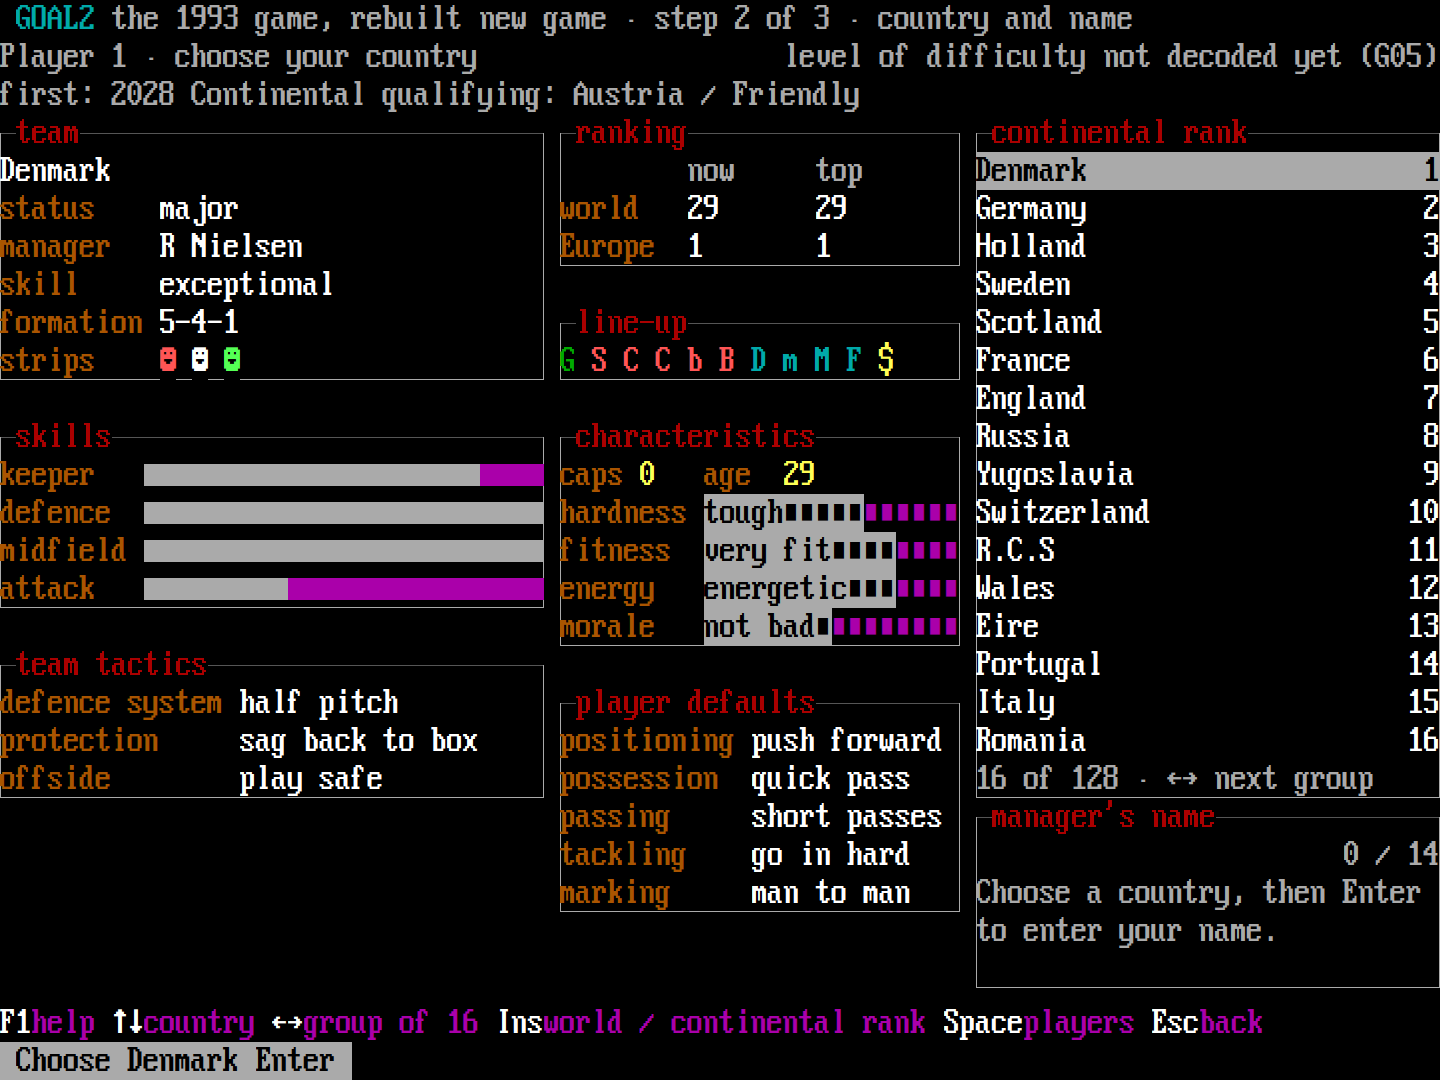 GOAL2 the 1993 game, rebuilt new game · step 2 of 3 · country and name
Player 1 · choose your country level of difficulty not decoded yet (G05)
first: 2028 Continental qualifying: Austria / Friendly
team
Denmark
status major
manager R Nielsen
skill exceptional
formation 5-4-1
strips
skills
keeper
defence
midfield
attack
team tactics
defence system half pitch
protection sag back to box
offside play safe
ranking
now top
world 29 29
Europe 1 1
line-up
G S C C b B D m M F $
characteristics
caps 0 age 29
hardness tough
fitness very fit
energy energetic
morale not bad
player defaults
positioning push forward
possession quick pass
passing short passes
tackling go in hard
marking man to man
continental rank
Denmark 1
Germany 2
Holland 3
Sweden 4
Scotland 5
France 6
England 7
Russia 8
Yugoslavia 9
Switzerland 10
R.C.S 11
Wales 12
Eire 13
Portugal 14
Italy 15
Romania 16
16 of 128 · ↔ next group
manager's name
0 / 14
Choose a country, then Enter
to enter your name.
F1help ↑↓country ↔group of 16 Insworld / continental rank Spaceplayers Escback
Choose Denmark Enter